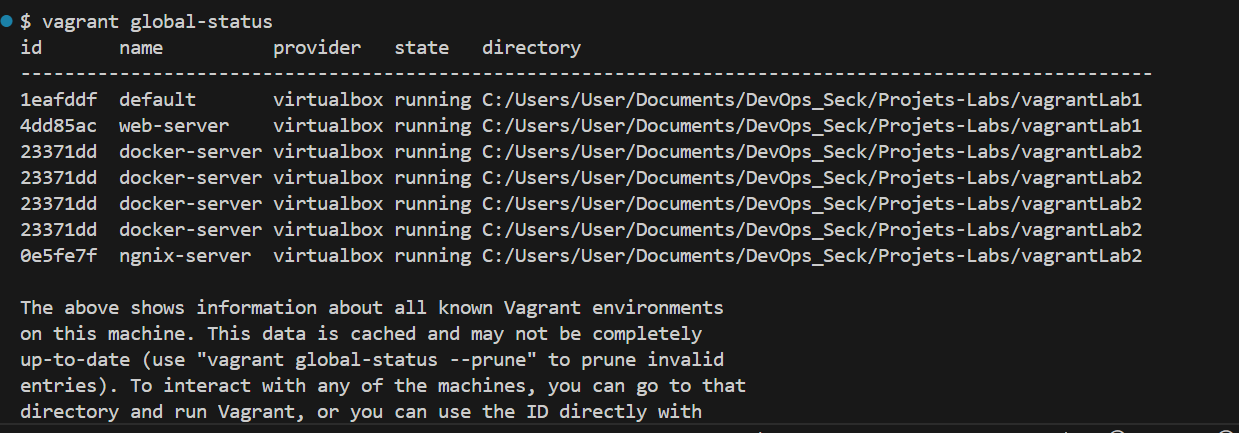 $ vagrant global-status
id       name          provider   state   directory
-------------------------------------------------------------------------------------------------------
1eafddf  default       virtualbox running C:/Users/User/Documents/DevOps_Seck/Projets-Labs/vagrantLab1
4dd85ac  web-server    virtualbox running C:/Users/User/Documents/DevOps_Seck/Projets-Labs/vagrantLab1
23371dd  docker-server virtualbox running C:/Users/User/Documents/DevOps_Seck/Projets-Labs/vagrantLab2
23371dd  docker-server virtualbox running C:/Users/User/Documents/DevOps_Seck/Projets-Labs/vagrantLab2
23371dd  docker-server virtualbox running C:/Users/User/Documents/DevOps_Seck/Projets-Labs/vagrantLab2
23371dd  docker-server virtualbox running C:/Users/User/Documents/DevOps_Seck/Projets-Labs/vagrantLab2
0e5fe7f  ngnix-server  virtualbox running C:/Users/User/Documents/DevOps_Seck/Projets-Labs/vagrantLab2

The above shows information about all known Vagrant environments
on this machine. This data is cached and may not be completely
up-to-date (use "vagrant global-status --prune" to prune invalid
entries). To interact with any of the machines, you can go to that
directory and run Vagrant, or you can use the ID directly with